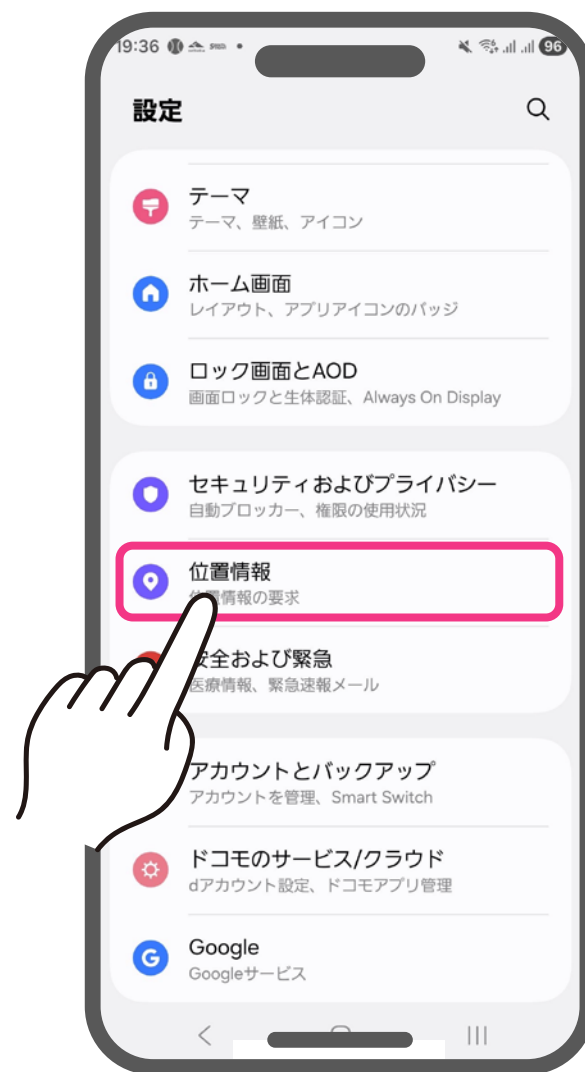 19:36
96
設定
テーマ
テーマ、壁紙、アイコン
ホーム画面
レイアウト、アプリアイコンのバッジ
ロック画面とAOD
画面ロックと生体認証、Always On Display
セキュリティおよびプライバシー
自動ブロッカー、権限の使用状況
位置情報
位置情報の要求
安全および緊急
医療情報、緊急速報メール
アカウントとバックアップ
アカウントを管理、Smart Switch
ドコモのサービス/クラウド
dアカウント設定、ドコモアプリ管理
Google
Googleサービス